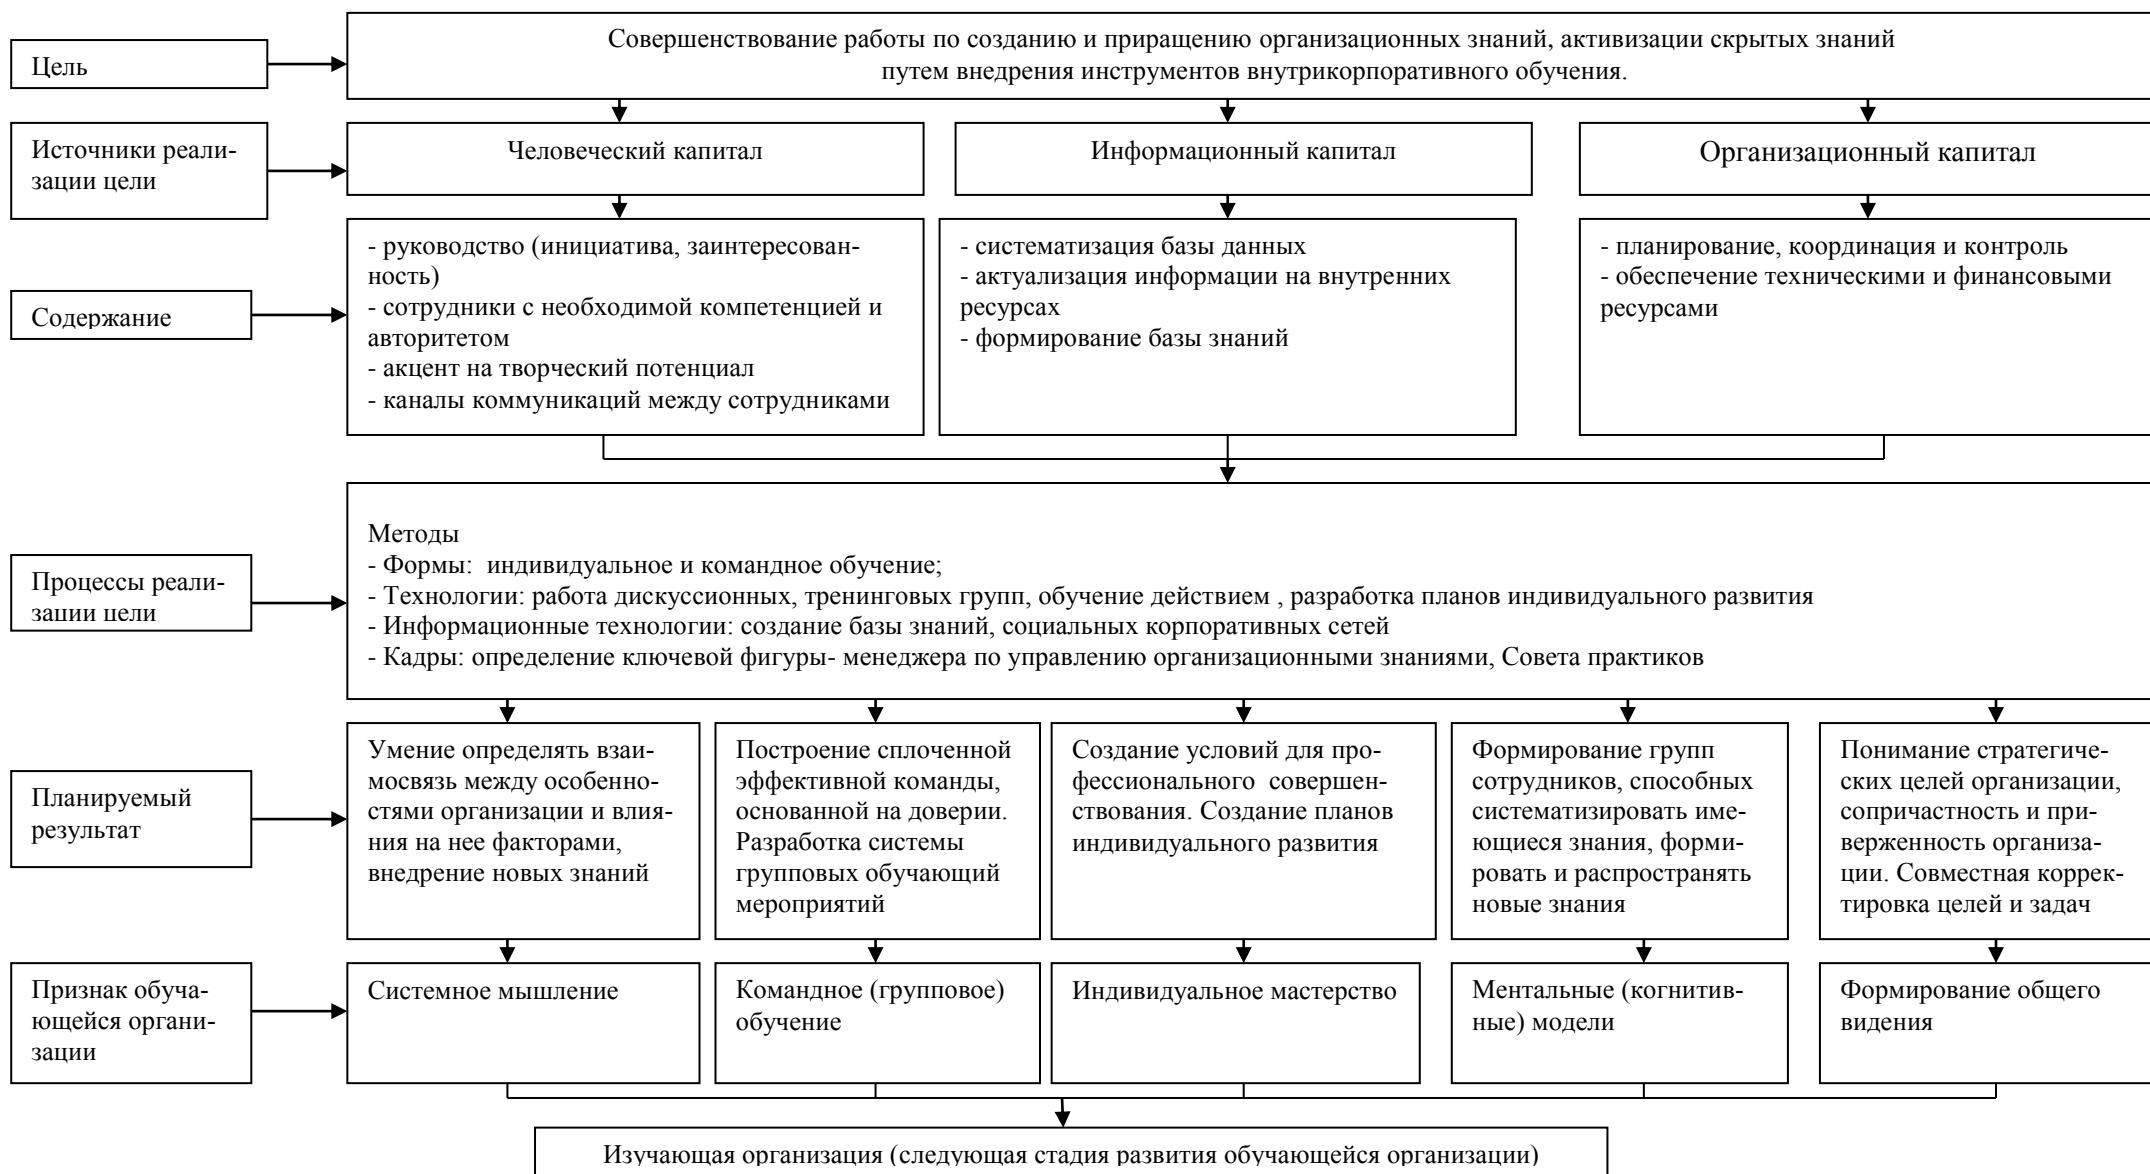 Цель
Совершенствование работы по созданию и приращению организационных знаний, активизации скрытых знаний
путем внедрения инструментов внутрикорпоративного обучения.
Источники реали-
зации цели
Человеческий капитал
Информационный капитал
Организационный капитал
Содержание
- руководство (инициатива, заинтересован-
ность)
- сотрудники с необходимой компетенцией и
авторитетом
- акцент на творческий потенциал
- каналы коммуникаций между сотрудниками
- систематизация базы данных
- актуализация информации на внутренних
ресурсах
- формирование базы знаний
- планирование, координация и контроль
- обеспечение техническими и финансовыми
ресурсами
Процессы реали-
зации цели
Методы
- Формы:  индивидуальное и командное обучение;
- Технологии: работа дискуссионных, тренинговых групп, обучение действием , разработка планов индивидуального развития
- Информационные технологии: создание базы знаний, социальных корпоративных сетей
- Кадры: определение ключевой фигуры- менеджера по управлению организационными знаниями, Совета практиков
Планируемый
результат
Умение определять взаи-
мосвязь между особенно-
стями организации и влия-
ния на нее факторами,
внедрение новых знаний
Построение сплоченной
эффективной команды,
основанной на доверии.
Разработка системы
групповых обучающий
мероприятий
Создание условий для про-
фессионального  совершен-
ствования. Создание планов
индивидуального развития
Формирование групп
сотрудников, способных
систематизировать име-
ющиеся знания, форми-
ровать и распространять
новые знания
Понимание стратегиче-
ских целей организации,
сопричастность и при-
верженность организа-
ции. Совместная коррек-
тировка целей и задач
Признак обуча-
ющейся органи-
зации
Системное мышление
Командное (групповое)
обучение
Индивидуальное мастерство
Ментальные (когнитив-
ные) модели
Формирование общего
видения
Изучающая организация (следующая стадия развития обучающейся организации)